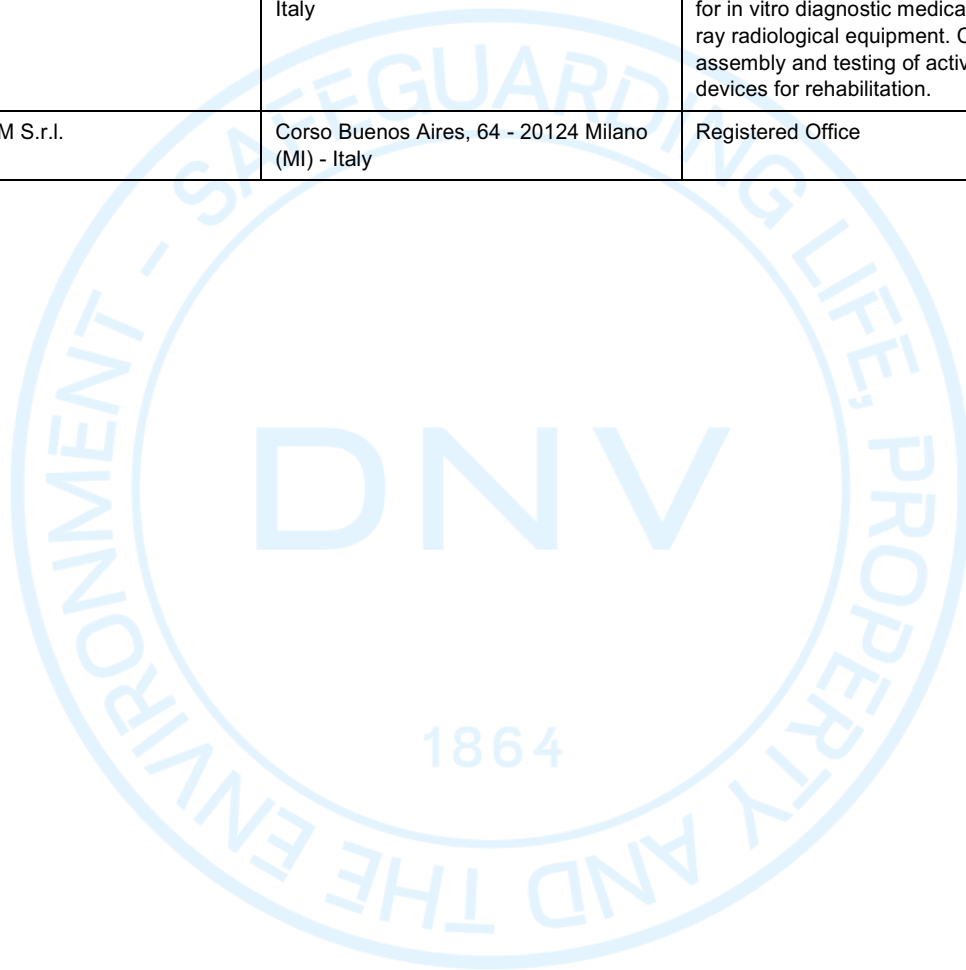 Italy
for in vitro diagnostic medica
ray radiological equipment. C
assembly and testing of activ
devices for rehabilitation.
M S.r.l.
Corso Buenos Aires, 64 - 20124 Milano
(MI) - Italy
Registered Office
SAFEGUARDING LIFE, PROPERTY AND THE ENVIRONMENT -
DNV
1864